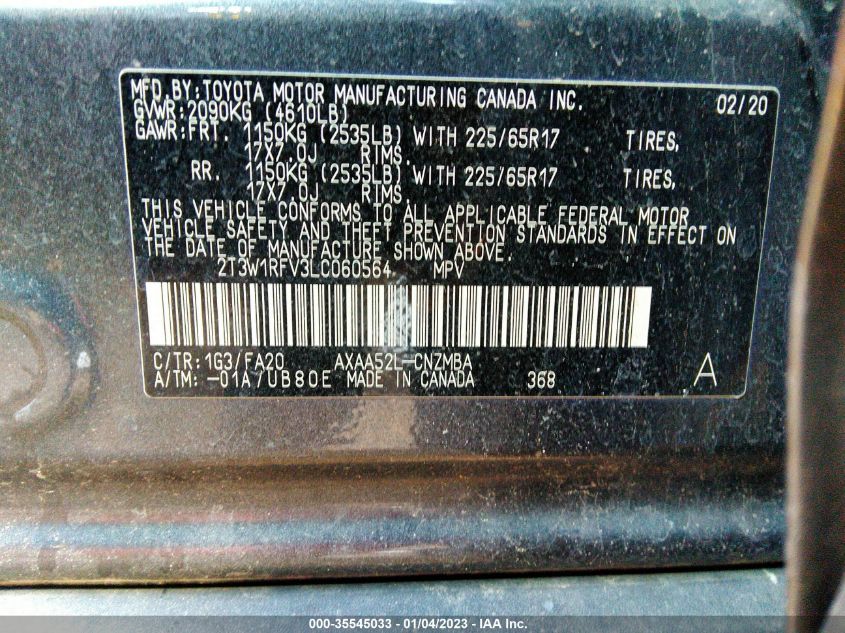 MFD.BY:TOYOTA MOTOR MANUFACTURING CANADA INC. 02/20
GVWR:2090KG (4610LB)
GAWR:FRT. 1150KG (2535LB) WITH 225/65R17 TIRES,
17X7.0J RIMS.
RR. 1150KG (2535LB) WITH 225/65R17 TIRES,
17X7.0J RIMS.
THIS VEHICLE CONFORMS TO ALL APPLICABLE FEDERAL MOTOR
VEHICLE SAFETY AND THEFT PREVENTION STANDARDS IN EFFECT ON
THE DATE OF MANUFACTURE SHOWN ABOVE.
2T3W1RFV3LC060564 MPV
C/TR:1G3/FA20 AXAA52L-CNZMBA
A/TM:-01A/UB80E MADE IN CANADA 368 A
000-35545033 - 01/04/2023 - IAA Inc.